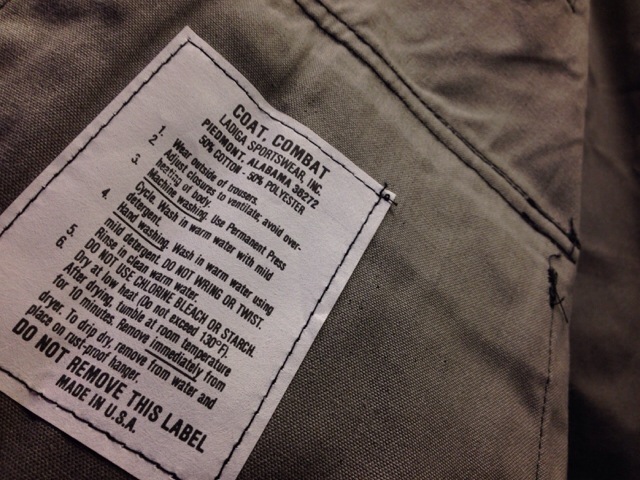 COAT, COMBAT
LADIGA SPORTSWEAR, INC.
PIEDMONT, ALABAMA 36272
50% COTTON - 50% POLYESTER
1. Wear outside of trousers.
2. Adjust closures to ventilate; avoid over-
heating of body.
3. Machine washing. Use Permanent Press
Cycle. Wash in warm water with mild
detergent.
4. Hand washing. Wash in warm water using
mild detergent. DO NOT WRING OR TWIST.
Rinse in clean warm water.
5. DO NOT USE CHLORINE BLEACH OR STARCH.
6. Dry at low heat (Do not exceed 130°F).
After drying, tumble at room temperature
for 10 minutes. Remove immediately from
dryer. To drip dry, remove from water and
place on rust-proof hanger.
DO NOT REMOVE THIS LABEL
MADE IN U.S.A.